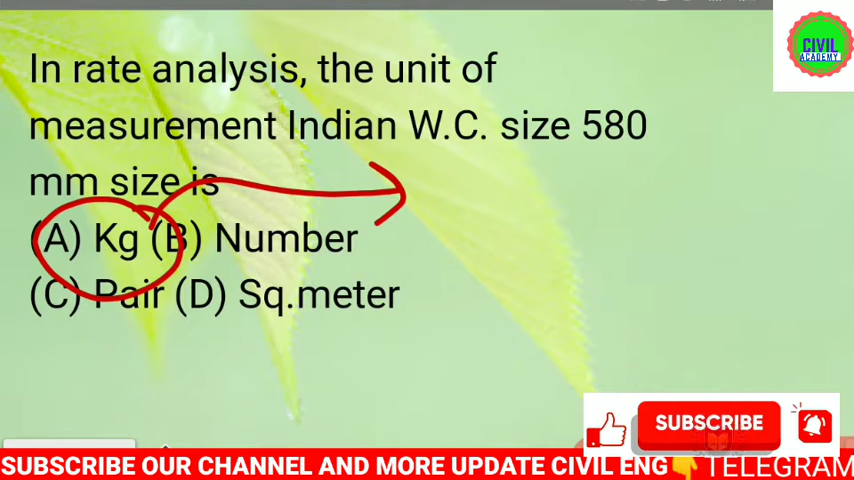 CIVIL
ACADEMY
In rate analysis, the unit of
measurement Indian W.C. size 580
mm size is
(A) Kg (B) Number
(C) Pair (D) Sq.meter
SUBSCRIBE
SUBSCRIBE OUR CHANNEL AND MORE UPDATE CIVIL ENG👇 TELEGRAM